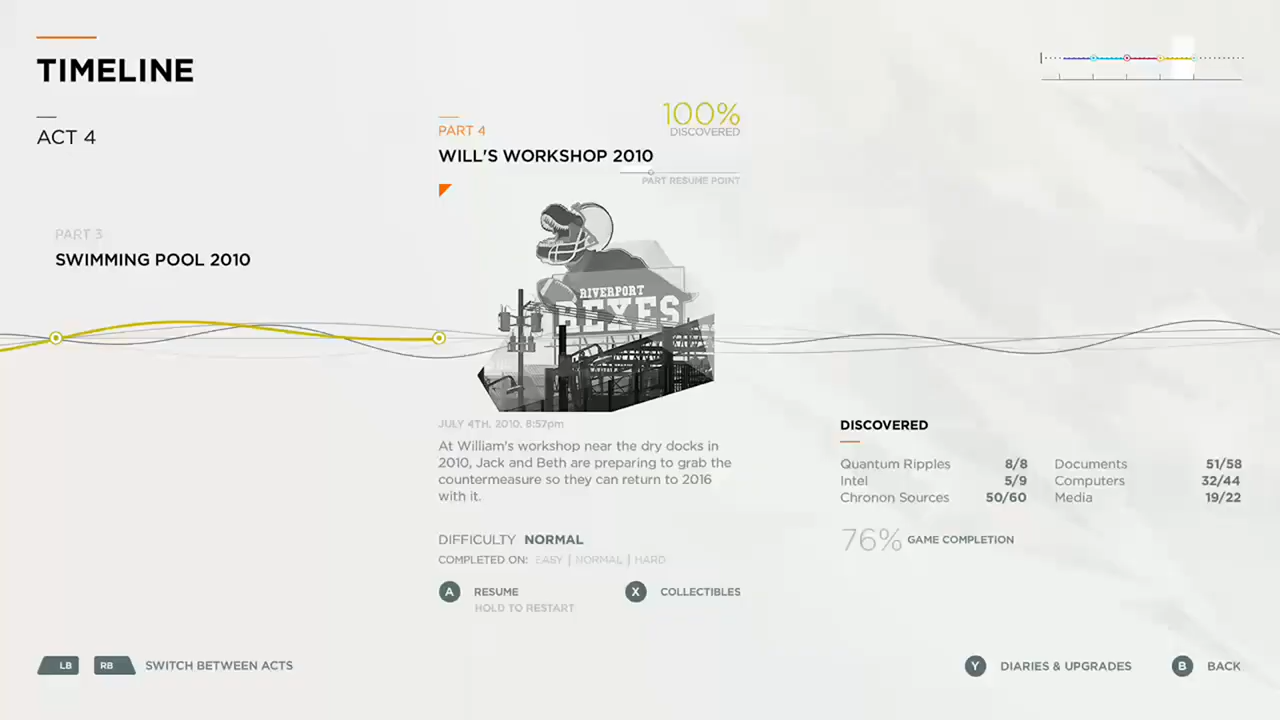 TIMELINE
ACT 4
PART 3
SWIMMING POOL 2010
PART 4
WILL'S WORKSHOP 2010
100%
DISCOVERED
PART RESUME POINT
RIVERPORT
REXES
JULY 4TH, 2010, 8:57pm
At William's workshop near the dry docks in
2010, Jack and Beth are preparing to grab the
countermeasure so they can return to 2016
with it.
DIFFICULTY NORMAL
COMPLETED ON: EASY | NORMAL | HARD
A RESUME
HOLD TO RESTART
X COLLECTIBLES
DISCOVERED
Quantum Ripples 8/8
Intel 5/9
Chronon Sources 50/60
Documents 51/58
Computers 32/44
Media 19/22
76% GAME COMPLETION
LB RB SWITCH BETWEEN ACTS
Y DIARIES & UPGRADES
B BACK